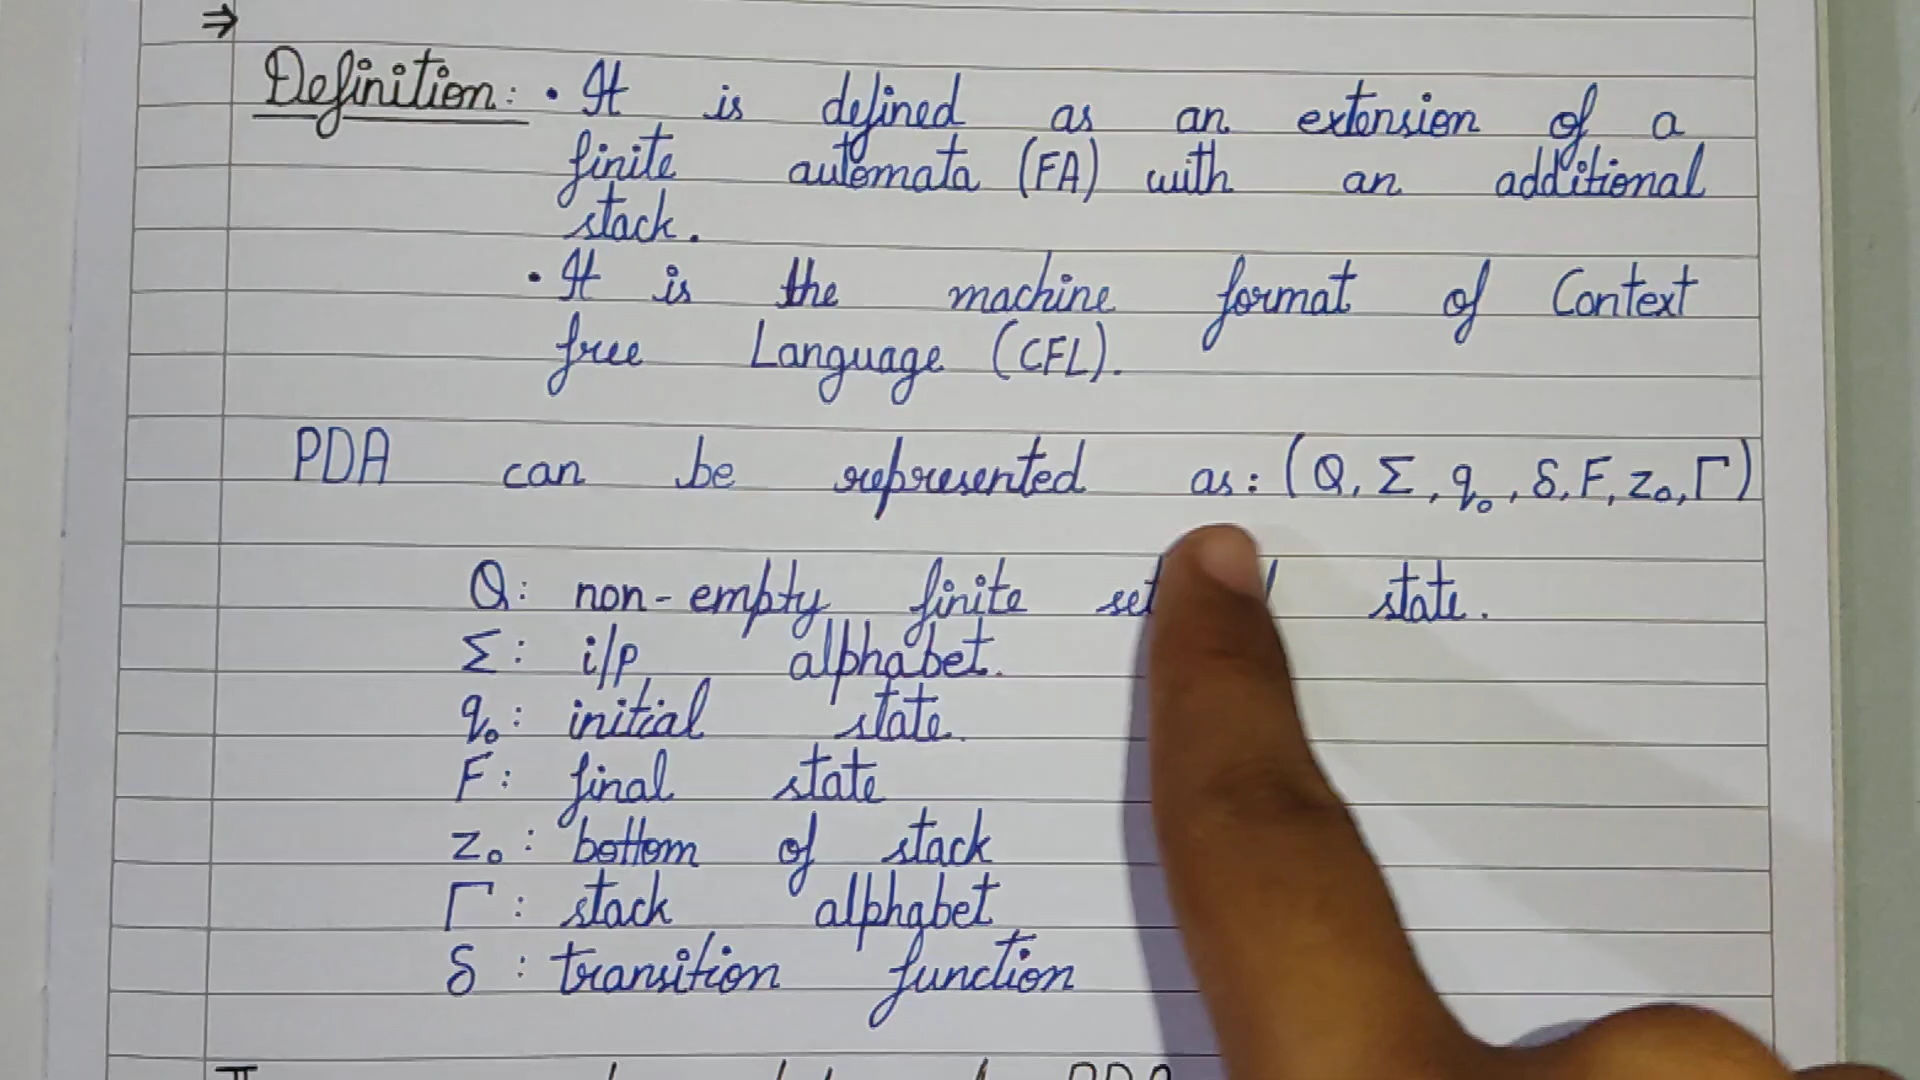 ⇒
Definition: • It is defined as an extension of a
finite automata (FA) with an additional
stack.
• It is the machine format of Context
free Language (CFL).
PDA can be represented as: (Q, Σ, q₀, δ, F, z₀, Γ)
Q: non-empty finite set state.
Σ: i/p alphabet.
q₀: initial state.
F: final state
z₀: bottom of stack
Γ: stack alphabet
δ: transition function